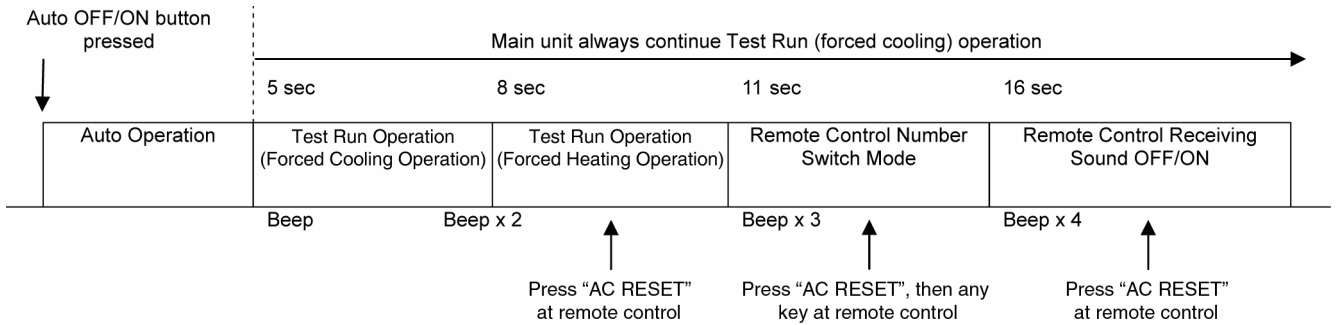 Auto OFF/ON button
pressed
Main unit always continue Test Run (forced cooling) operation
5 sec
8 sec
11 sec
16 sec
Auto Operation
Test Run Operation
(Forced Cooling Operation)
Test Run Operation
(Forced Heating Operation)
Remote Control Number
Switch Mode
Remote Control Receiving
Sound OFF/ON
Beep
Beep x 2
Beep x 3
Beep x 4
Press “AC RESET”
at remote control
Press “AC RESET”, then any
key at remote control
Press “AC RESET”
at remote control